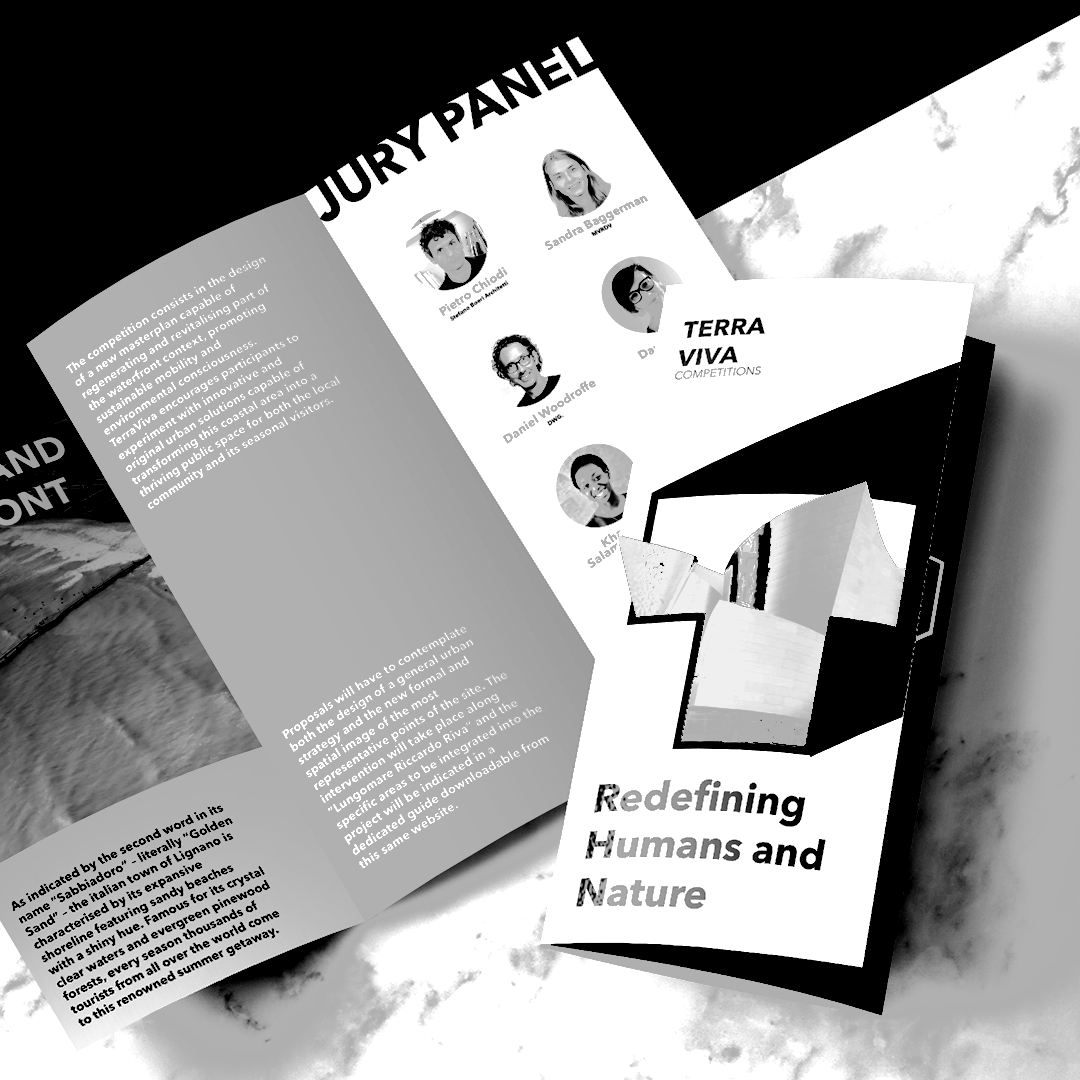 JURY PANEL
Sandra Baggerman
MVRDV
Pietro Chiodi
Stefano Boeri Architetti
Daniel Woodroffe
DWG.
The competition consists in the design
of a new masterplan capable of
regenerating and revitalising part of
the waterfront context, promoting
sustainable mobility and
environmental consciousness.
TerraViva encourages participants to
experiment with innovative and
original urban solutions capable of
transforming this coastal area into a
thriving public space for both the local
community and its seasonal visitors.
Proposals will have to contemplate
both the design of a general urban
strategy and the new formal and
spatial image of the most
representative points of the site. The
intervention will take place along
"Lungomare Riccardo Riva" and the
specific areas to be integrated into the
project will be indicated in a
dedicated guide downloadable from
this same website.
AND
ONT
As indicated by the second word in its
name "Sabbiadoro" – literally "Golden
Sand" – the italian town of Lignano is
characterised by its expansive
shoreline featuring sandy beaches
with a shiny hue. Famous for its crystal
clear waters and evergreen pinewood
forests, every season thousands of
tourists from all over the world come
to this renowned summer getaway.
TERRA
VIVA
COMPETITIONS
Redefining
Humans and
Nature